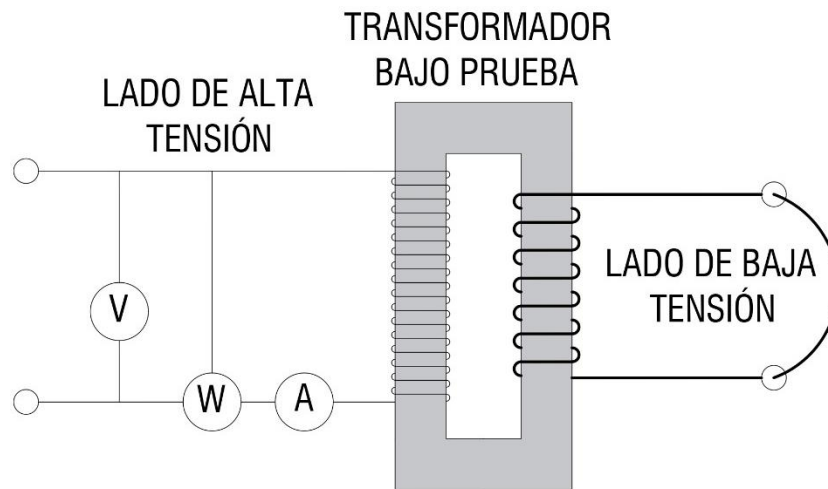 TRANSFORMADOR
BAJO PRUEBA
LADO DE ALTA
TENSIÓN
V
W
A
LADO DE BAJA
TENSIÓN